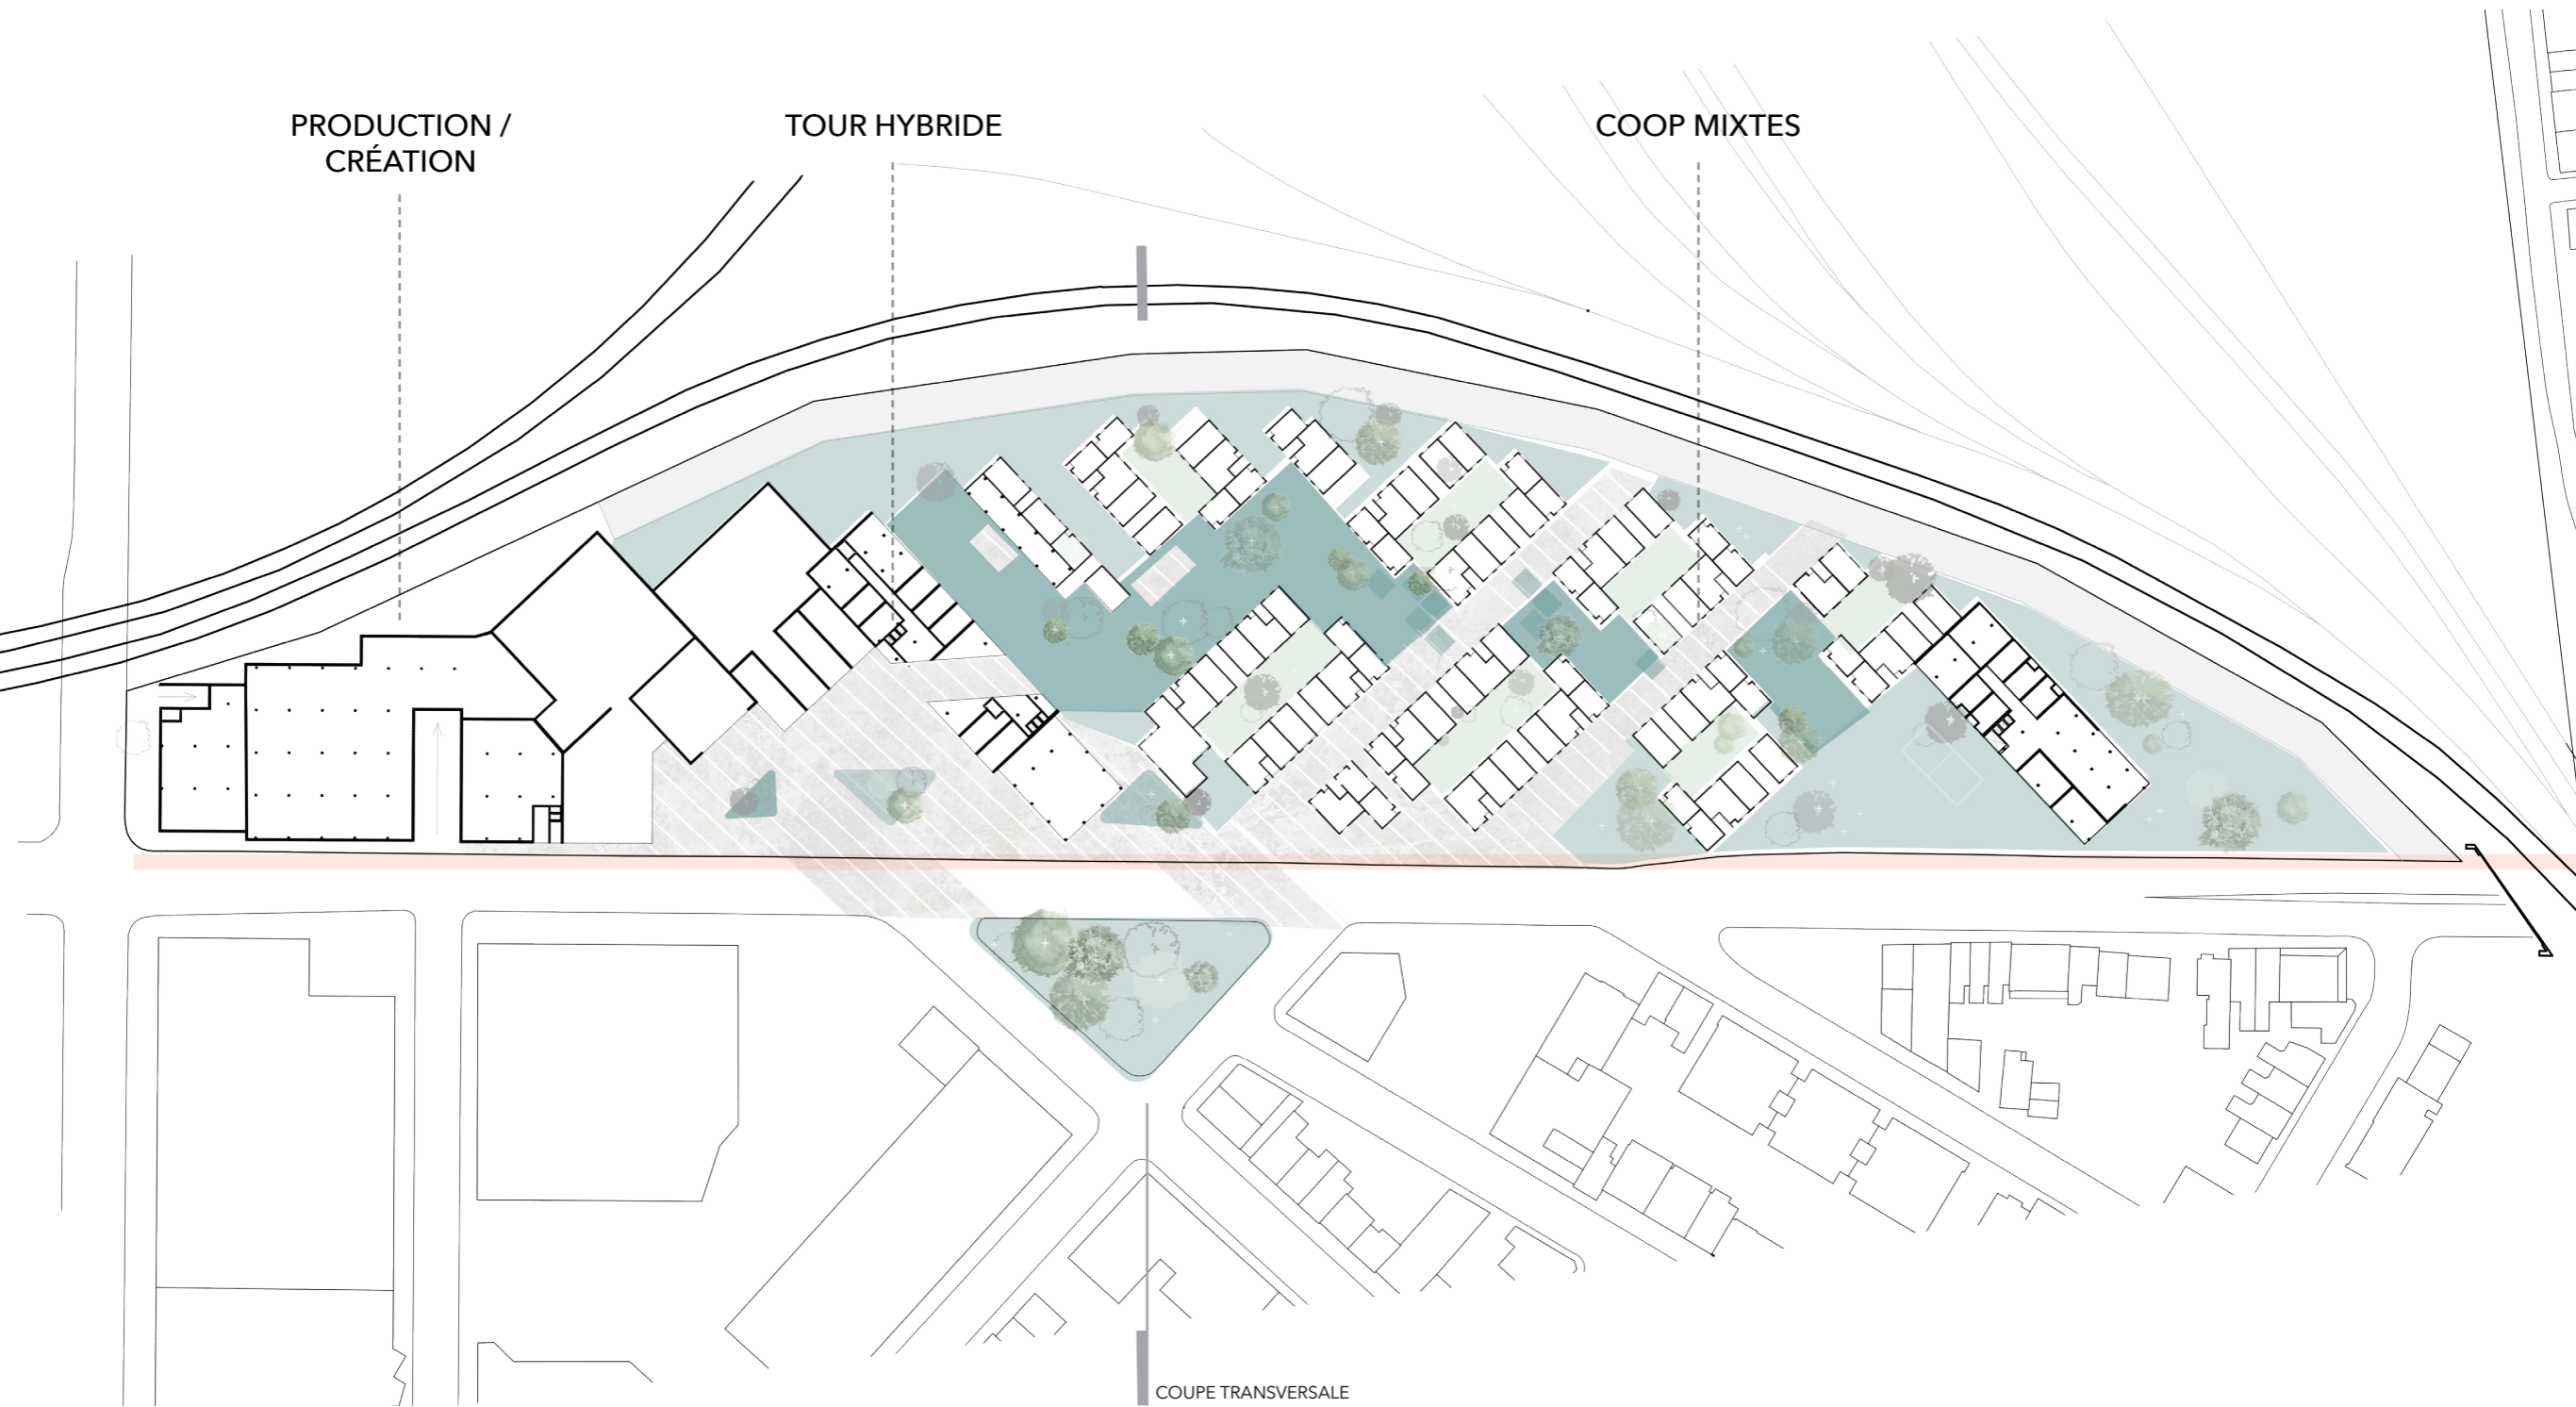 PRODUCTION /
CRÉATION
TOUR HYBRIDE
COOP MIXTES
COUPE TRANSVERSALE